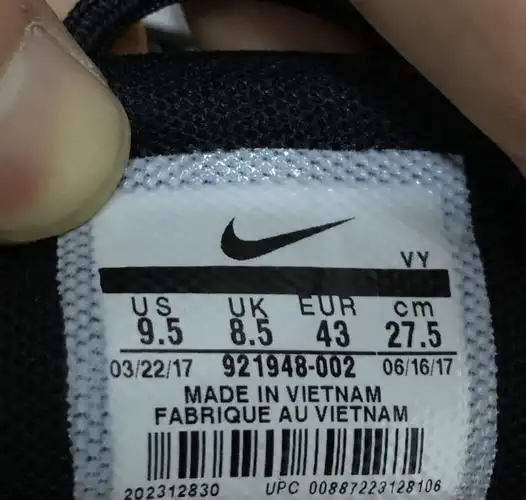 VY
US UK EUR cm
9.5 8.5 43 27.5
03/22/17 921948-002 06/16/17
MADE IN VIETNAM
FABRIQUE AU VIETNAM
202312830 UPC 00887223128106